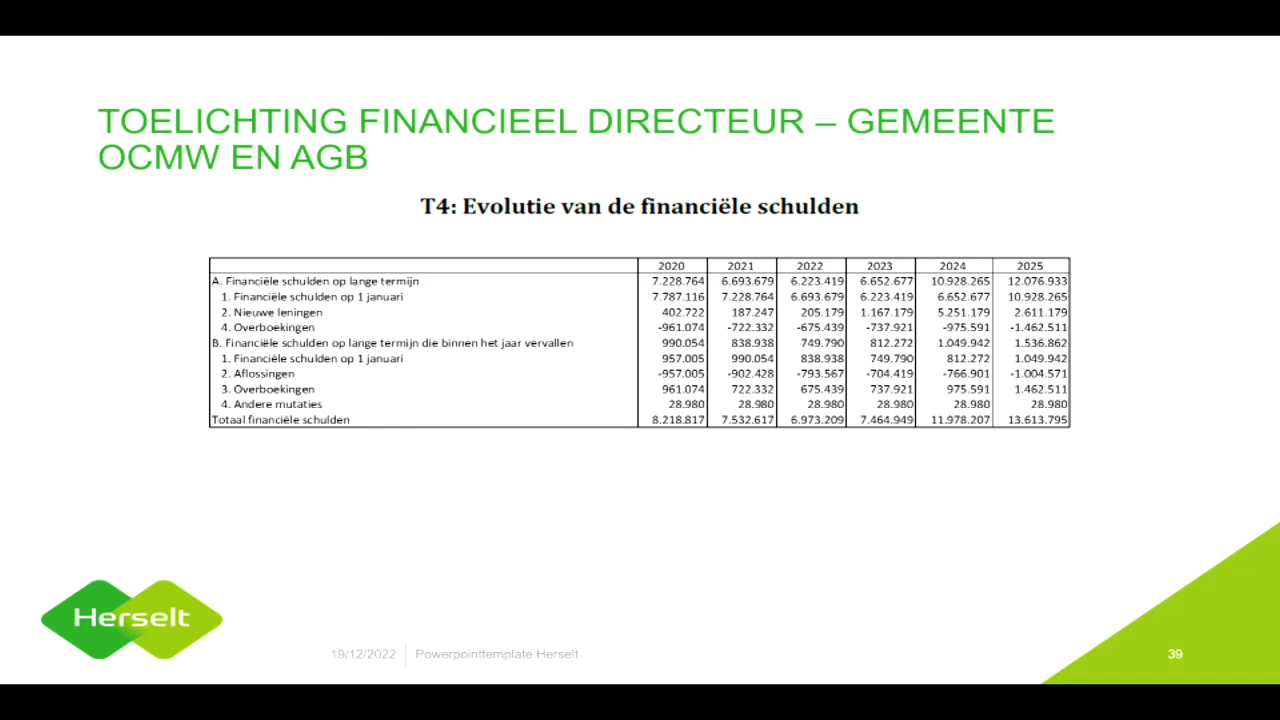 TOELICHTING FINANCIEEL DIRECTEUR – GEMEENTE
OCMW EN AGB
T4: Evolutie van de financiële schulden
2020 2021 2022 2023 2024 2025
A. Financiële schulden op lange termijn 7.228.764 6.693.679 6.223.419 6.652.677 10.928.265 12.076.933
1. Financiële schulden op 1 januari 7.787.116 7.228.764 6.693.679 6.223.419 6.652.677 10.928.265
2. Nieuwe leningen 402.722 187.247 205.179 1.167.179 5.251.179 2.611.179
4. Overboekingen -961.074 -722.332 -675.439 -737.921 -975.591 -1.462.511
B. Financiële schulden op lange termijn die binnen het jaar vervallen 990.054 838.938 749.790 812.272 1.049.942 1.536.862
1. Financiële schulden op 1 januari 957.005 990.054 838.938 749.790 812.272 1.049.942
2. Aflossingen -957.005 -902.428 -793.567 -704.419 -766.901 -1.004.571
3. Overboekingen 961.074 722.332 675.439 737.921 975.591 1.462.511
4. Andere mutaties 28.980 28.980 28.980 28.980 28.980 28.980
Totaal financiële schulden 8.218.817 7.532.617 6.973.209 7.464.949 11.978.207 13.613.795
Herselt
19/12/2022 Powerpointtemplate Herselt 39